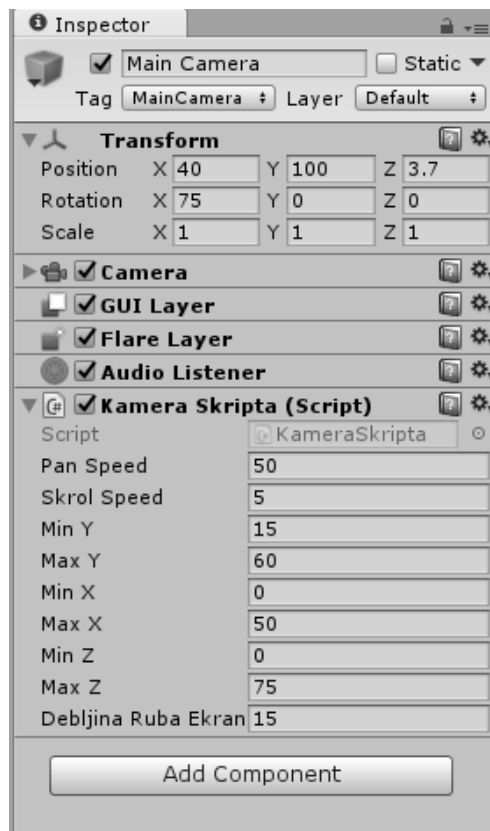 Inspector
Main Camera Static
Tag MainCamera Layer Default
Transform
Position X 40 Y 100 Z 3.7
Rotation X 75 Y 0 Z 0
Scale X 1 Y 1 Z 1
Camera
GUI Layer
Flare Layer
Audio Listener
C# Kamera Skripta (Script)
Script KameraSkripta
Pan Speed 50
Skrol Speed 5
Min Y 15
Max Y 60
Min X 0
Max X 50
Min Z 0
Max Z 75
Debljina Ruba Ekran 15
Add Component